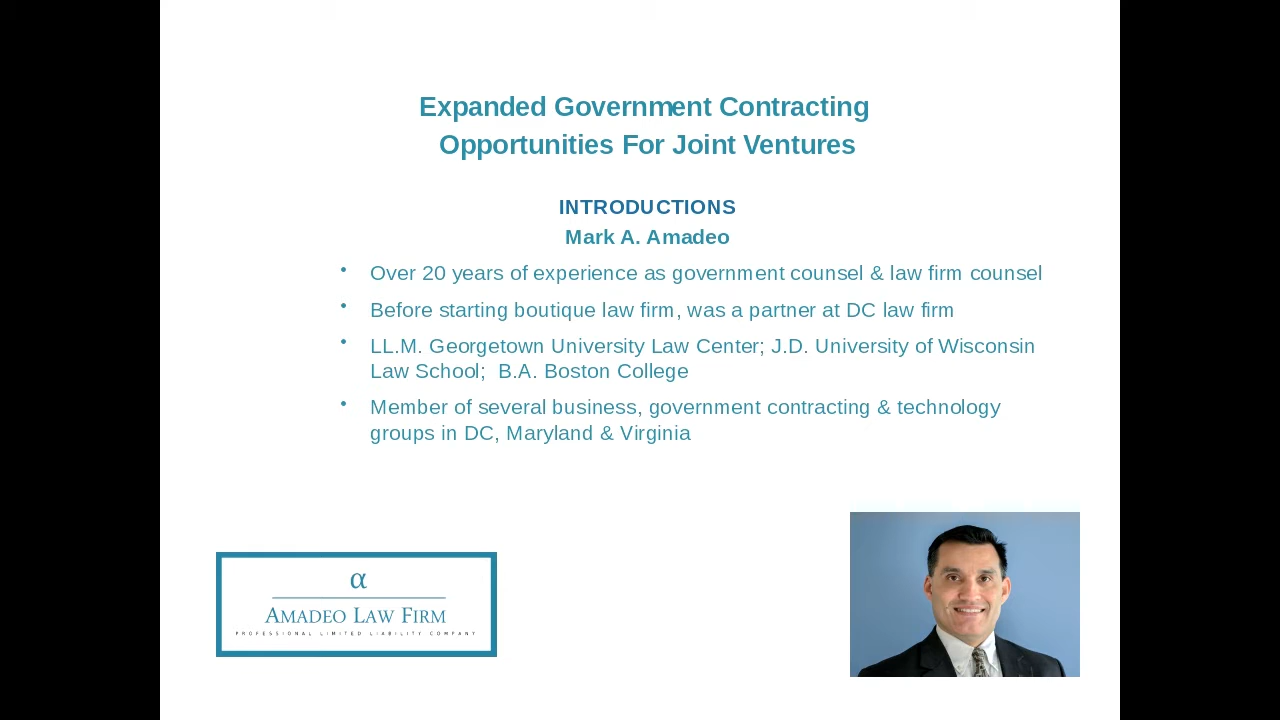 Expanded Government Contracting
Opportunities For Joint Ventures
INTRODUCTIONS
Mark A. Amadeo
• Over 20 years of experience as government counsel & law firm counsel
• Before starting boutique law firm, was a partner at DC law firm
• LL.M. Georgetown University Law Center; J.D. University of Wisconsin
Law School;  B.A. Boston College
• Member of several business, government contracting & technology
groups in DC, Maryland & Virginia
α
AMADEO LAW FIRM
PROFESSIONAL LIMITED LIABILITY COMPANY